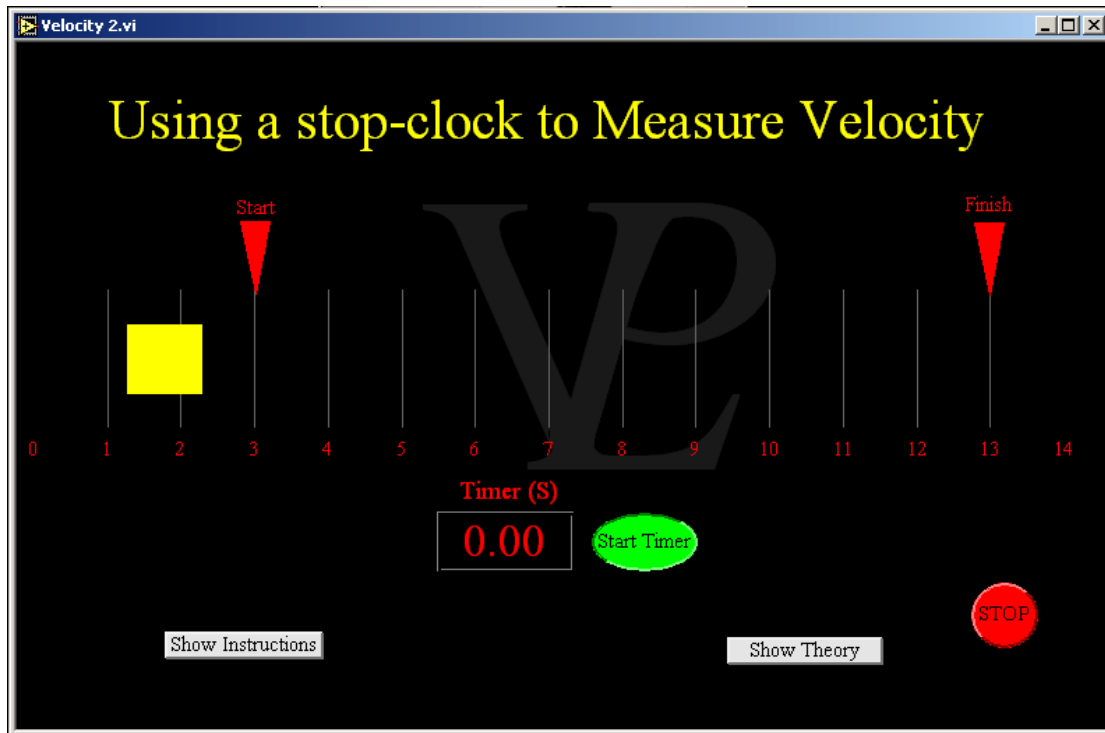 Velocity 2.vi
Using a stop-clock to Measure Velocity
Start Finish
VPL
0 1 2 3 4 5 6 7 8 9 10 11 12 13 14
Timer (S)
0.00 Start Timer
STOP
Show Instructions Show Theory